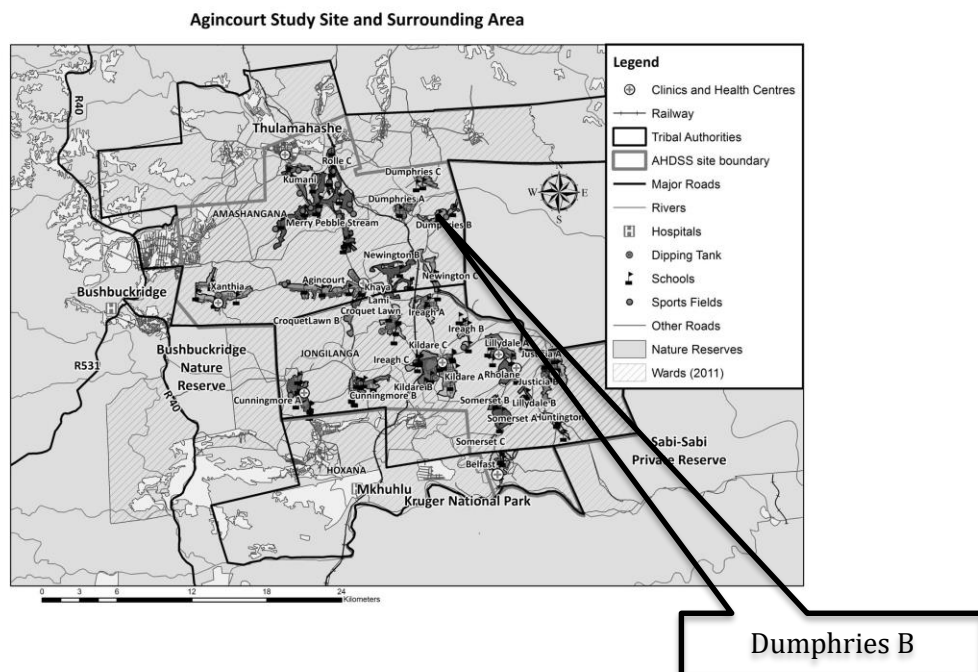 Agincourt Study Site and Surrounding Area
Legend
Clinics and Health Centres
Railway
Tribal Authorities
AHDSS site boundary
Major Roads
Rivers
H Hospitals
Dipping Tank
Schools
Sports Fields
Other Roads
Nature Reserves
Wards (2011)
N
W E
S
R40
Thulamahashe
Rolle C
Kumani
Dumphries C
Dumphries A
AMASHANGANA
Merry Pebble Stream
Dumphries B
Newington B
Xanthia
Agincourt
Khaya
Newington C
Lami
Bushbuckridge
H
Croquet Lawn
Ireagh A
CroquetLawn B
Ireagh B
Bushbuckridge
Nature
Reserve
JONGILANGA
Kildare C
Lillydale A
Justicia A
R531
Ireagh C
Kildare A
Rholane
Kildare B
Justicia B
R'40
Cunningmore A
Cunningmore B
Somerset B
Lillydale B
Somerset A
Huntington
Somerset C
Sabi-Sabi
Private Reserve
HOXANA
Belfast
Mkhuhlu
Kruger National Park
0 3 6 12 18 24
Kilometers
Dumphries B